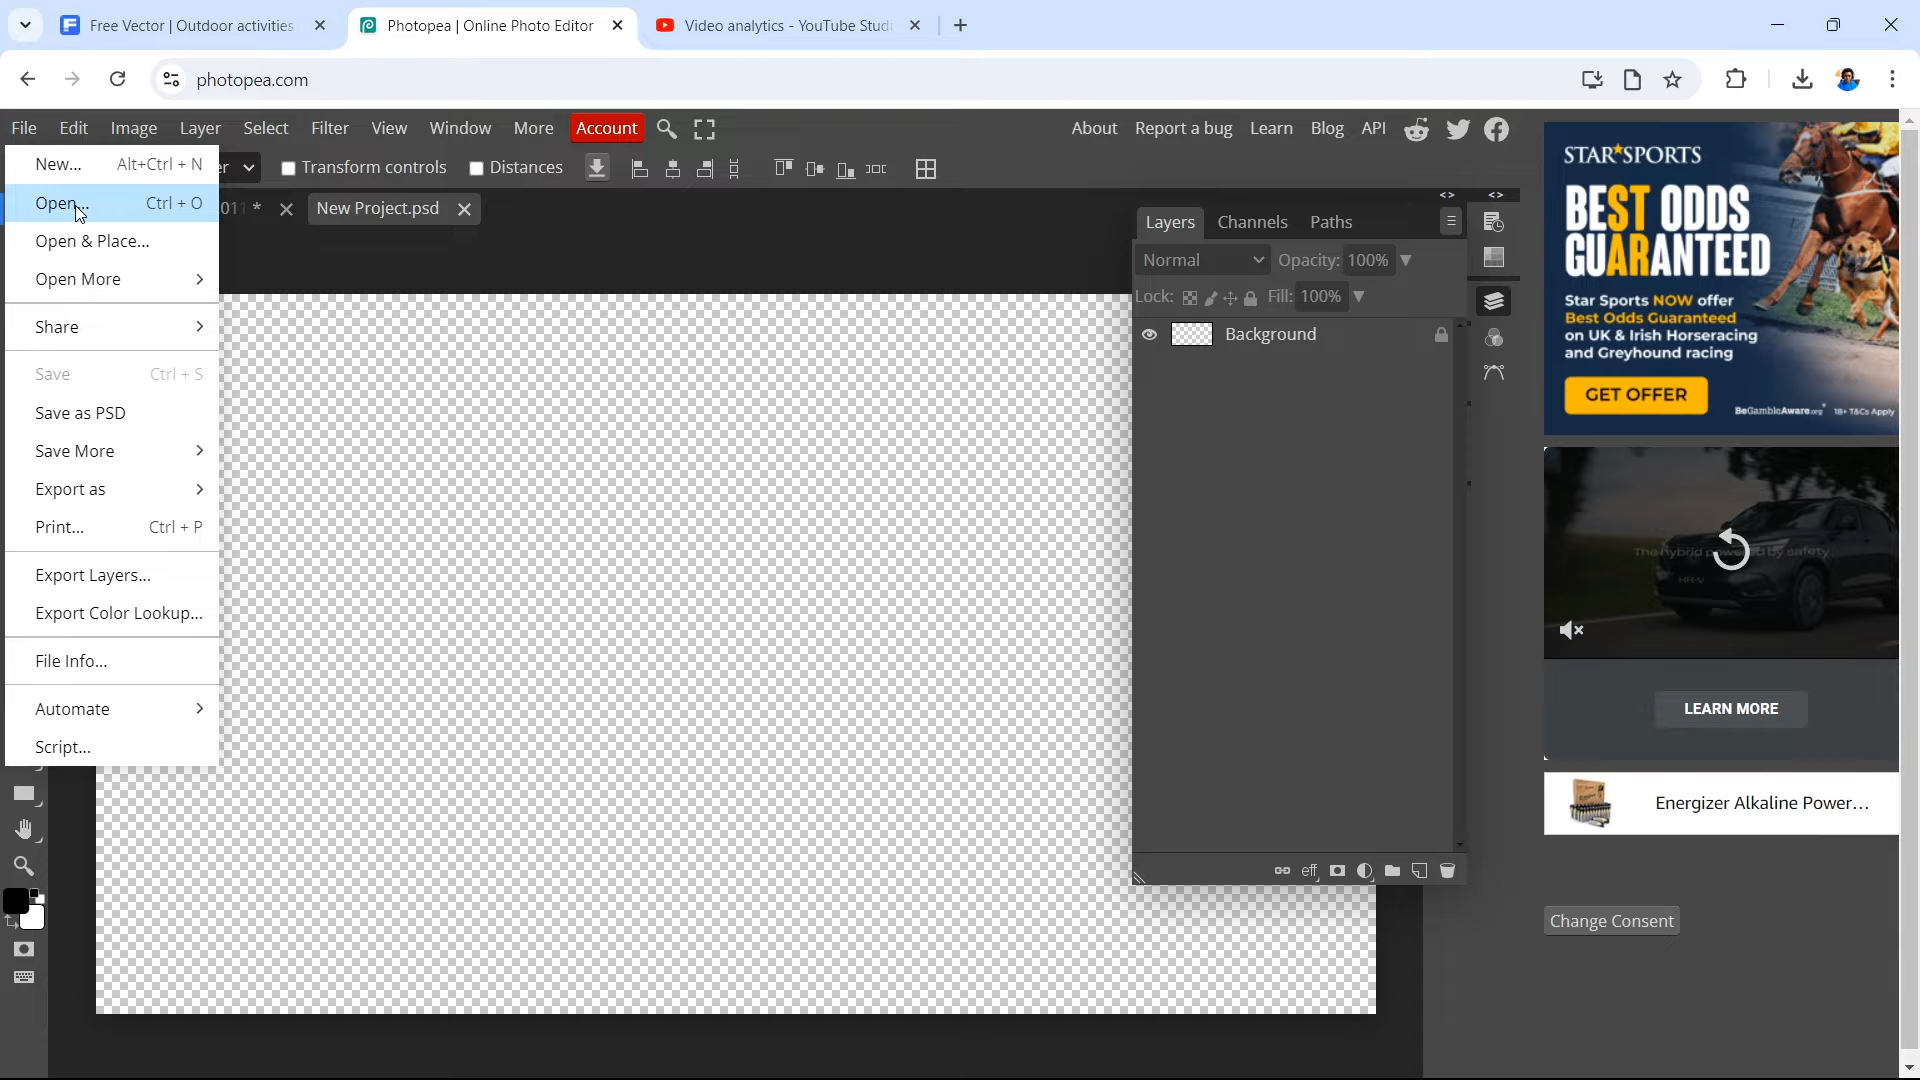 Free Vector | Outdoor activities
Photopea | Online Photo Editor
Video analytics - YouTube Studi
photopea.com
File Edit Image Layer Select Filter View Window More Account
About Report a bug Learn Blog API
Transform controls Distances
011 * New Project.psd
New... Alt+Ctrl + N
Open... Ctrl + O
Open & Place...
Open More
Share
Save Ctrl + S
Save as PSD
Save More
Export as
Print... Ctrl + P
Export Layers...
Export Color Lookup...
File Info...
Automate
Script...
Layers Channels Paths
Normal Opacity: 100%
Lock: Fill: 100%
Background
eff
STAR SPORTS
BEST ODDS
GUARANTEED
Star Sports NOW offer
Best Odds Guaranteed
on UK & Irish Horseracing
and Greyhound racing
GET OFFER
BeGambleAware.org 18+ T&Cs Apply
The hybrid powered by safety
HR-V
LEARN MORE
Energizer Alkaline Power...
Change Consent